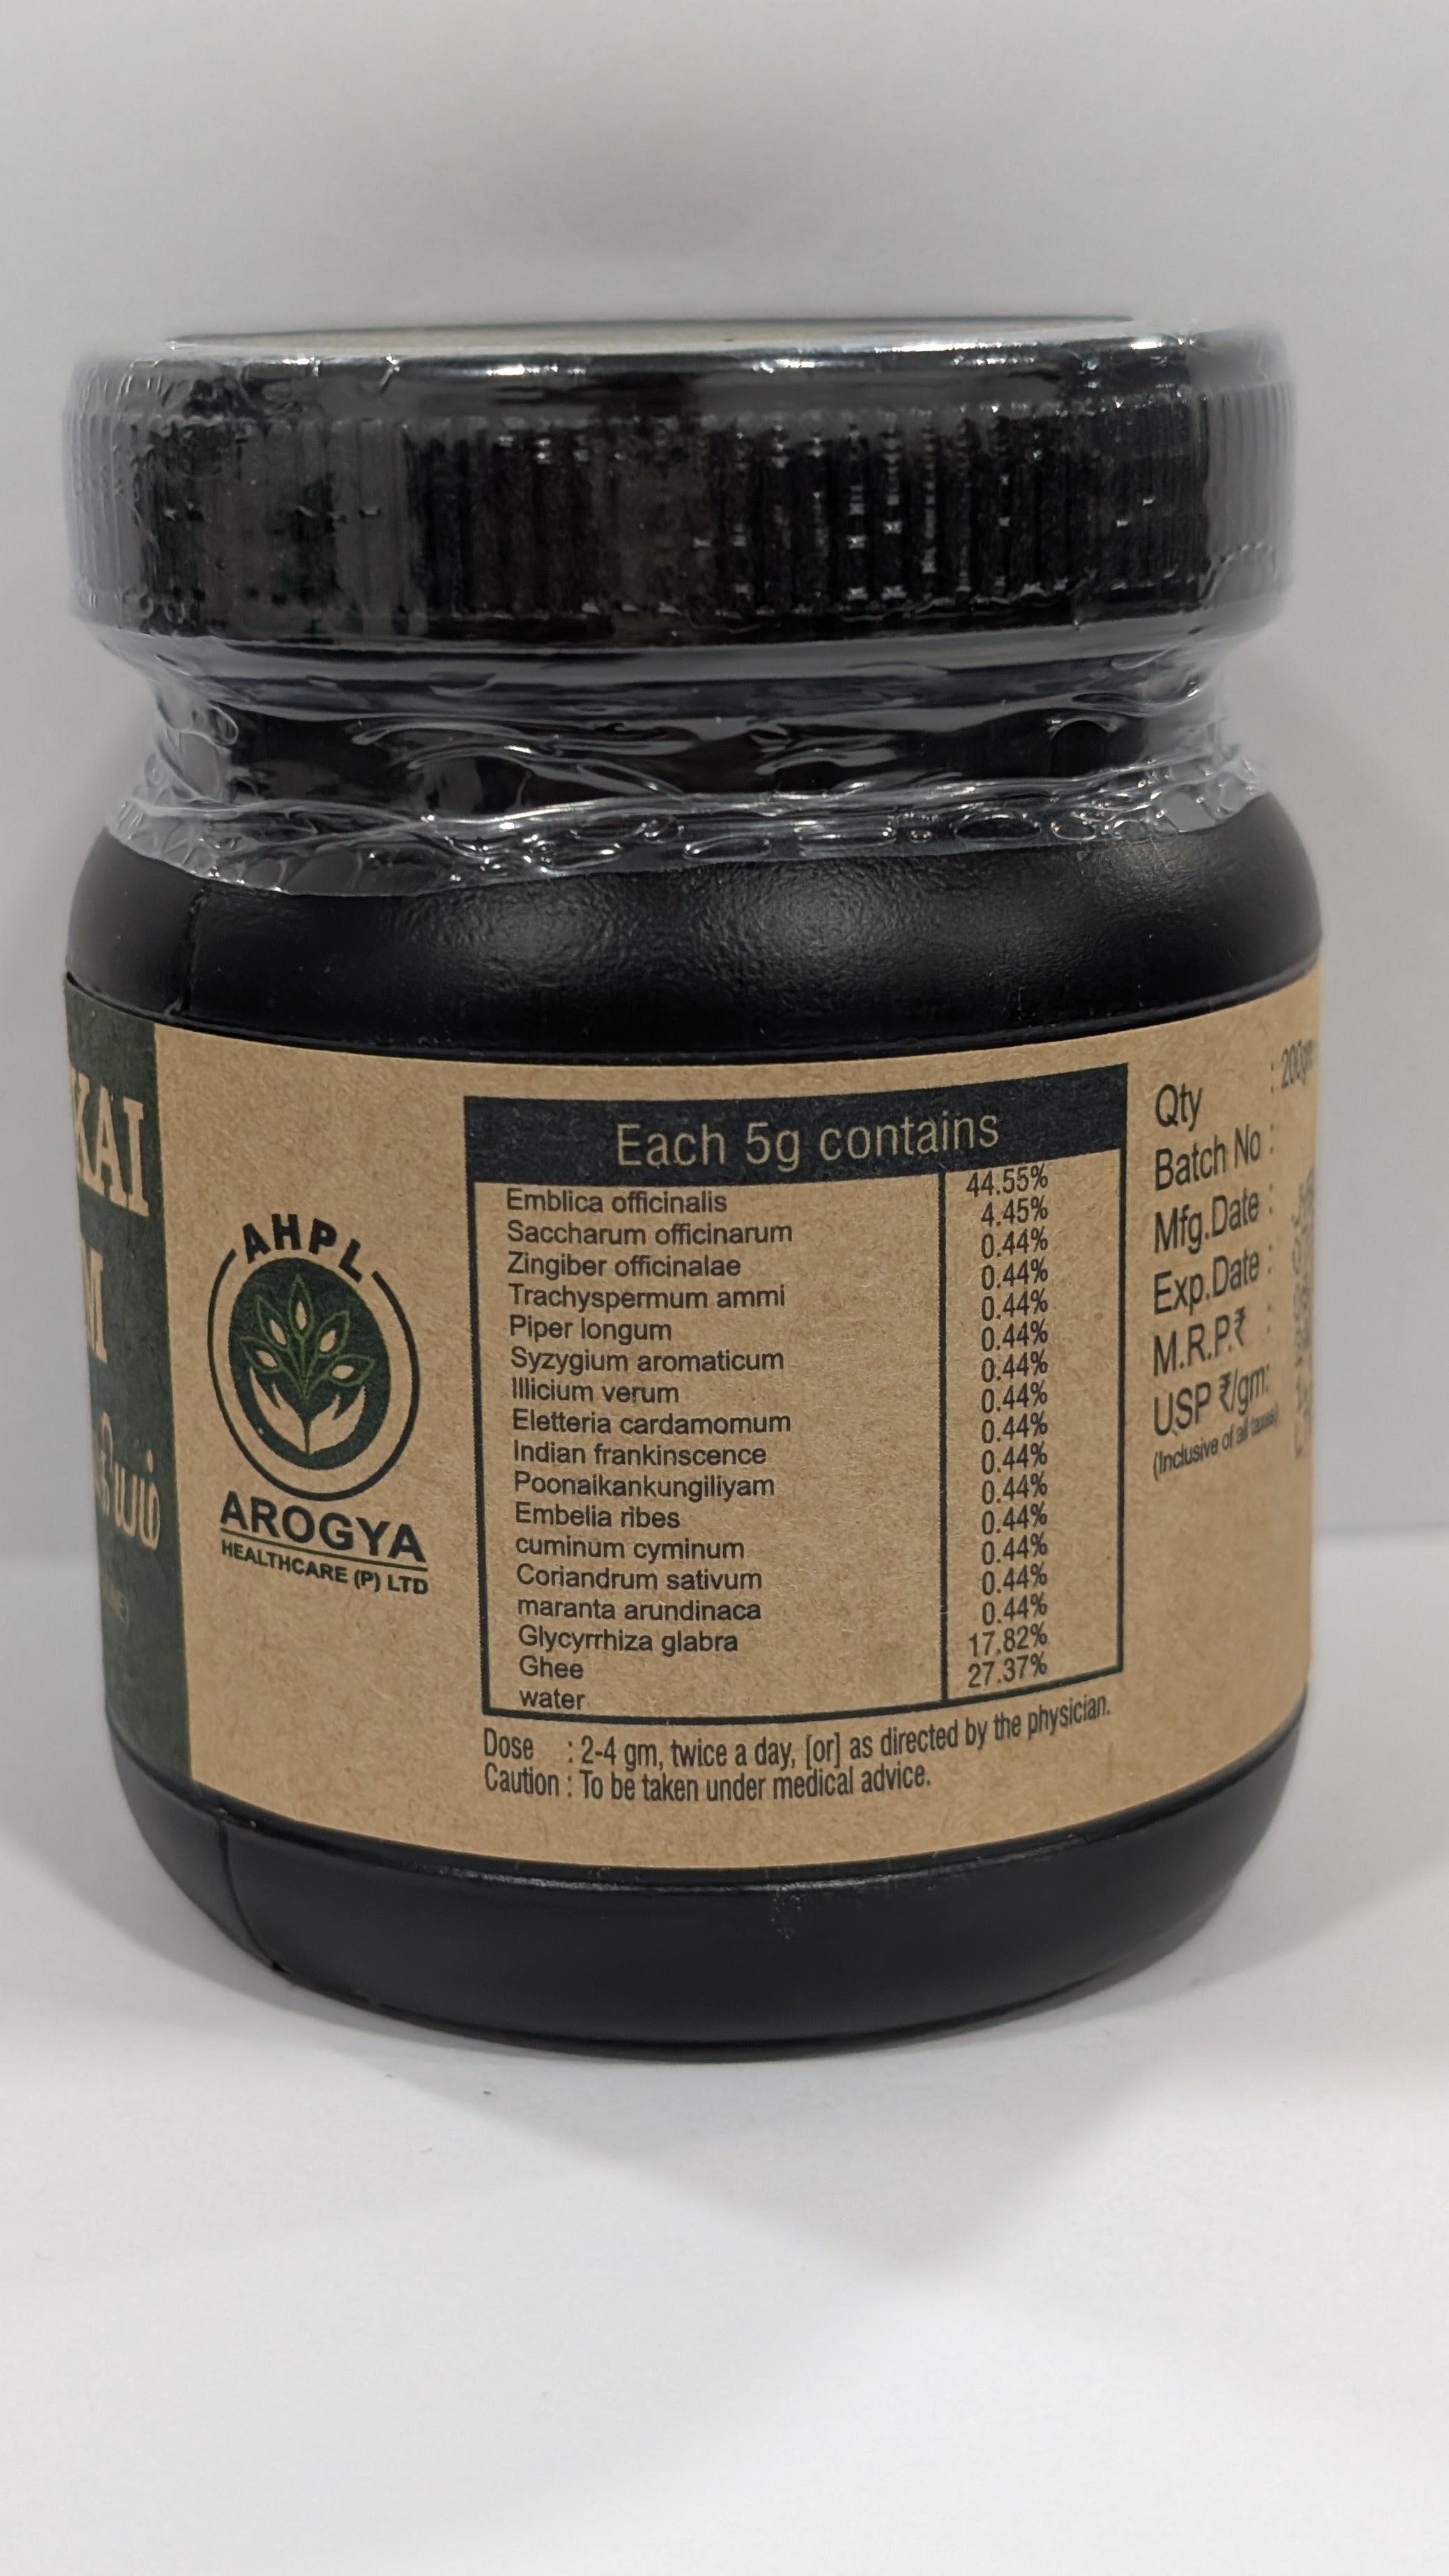 KAI
M
AHPL
AROGYA
HEALTHCARE (P) LTD
Each 5g contains
Emblica officinalis 44.55%
Saccharum officinarum 4.45%
Zingiber officinalae 0.44%
Trachyspermum ammi 0.44%
Piper longum 0.44%
Syzygium aromaticum 0.44%
Illicium verum 0.44%
Eletteria cardamomum 0.44%
Indian frankinscence 0.44%
Poonaikankungiliyam 0.44%
Embelia ribes 0.44%
cuminum cyminum 0.44%
Coriandrum sativum 0.44%
maranta arundinaca 0.44%
Glycyrrhiza glabra 0.44%
Ghee 17.82%
water 27.37%
Dose : 2-4 gm, twice a day, [or] as directed by the physician.
Caution : To be taken under medical advice.
Qty : 200gm
Batch No :
Mfg.Date :
Exp.Date :
M.R.P.₹ :
USP ₹/gm:
(Inclusive of all taxes)